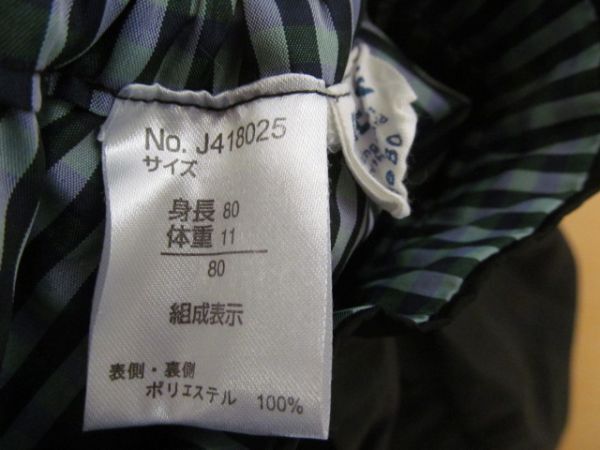 No. J418025
サイズ
身長 80
体重 11
80
組成表示
表側・裏側
ポリエステル 100%
80